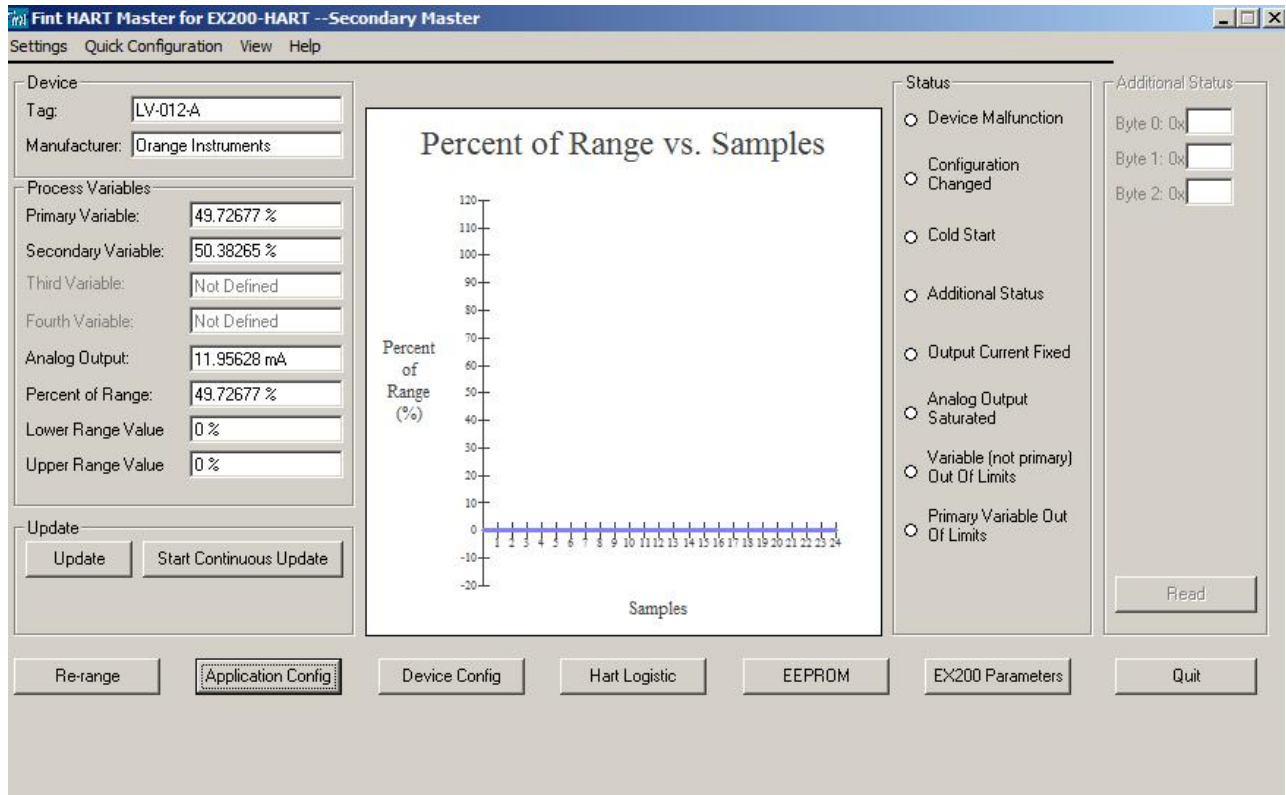 Fint HART Master for EX200-HART --Secondary Master
Settings Quick Configuration View Help
Device
Tag: LV-012-A
Manufacturer: Orange Instruments
Process Variables
Primary Variable: 49.72677 %
Secondary Variable: 50.38265 %
Third Variable: Not Defined
Fourth Variable: Not Defined
Analog Output: 11.95628 mA
Percent of Range: 49.72677 %
Lower Range Value 0 %
Upper Range Value 0 %
Update
Update Start Continuous Update
Percent of Range vs. Samples
120
110
100
90
80
70
60
50
40
30
20
10
0
-10
-20
Percent
of
Range
(%)
1 2 3 4 5 6 7 8 9 10 11 12 13 14 15 16 17 18 19 20 21 22 23 24
Samples
Status
Device Malfunction
Configuration
Changed
Cold Start
Additional Status
Output Current Fixed
Analog Output
Saturated
Variable (not primary)
Out Of Limits
Primary Variable Out
Of Limits
Additional Status
Byte 0: 0x
Byte 1: 0x
Byte 2: 0x
Read
Re-range Application Config Device Config Hart Logistic EEPROM EX200 Parameters Quit